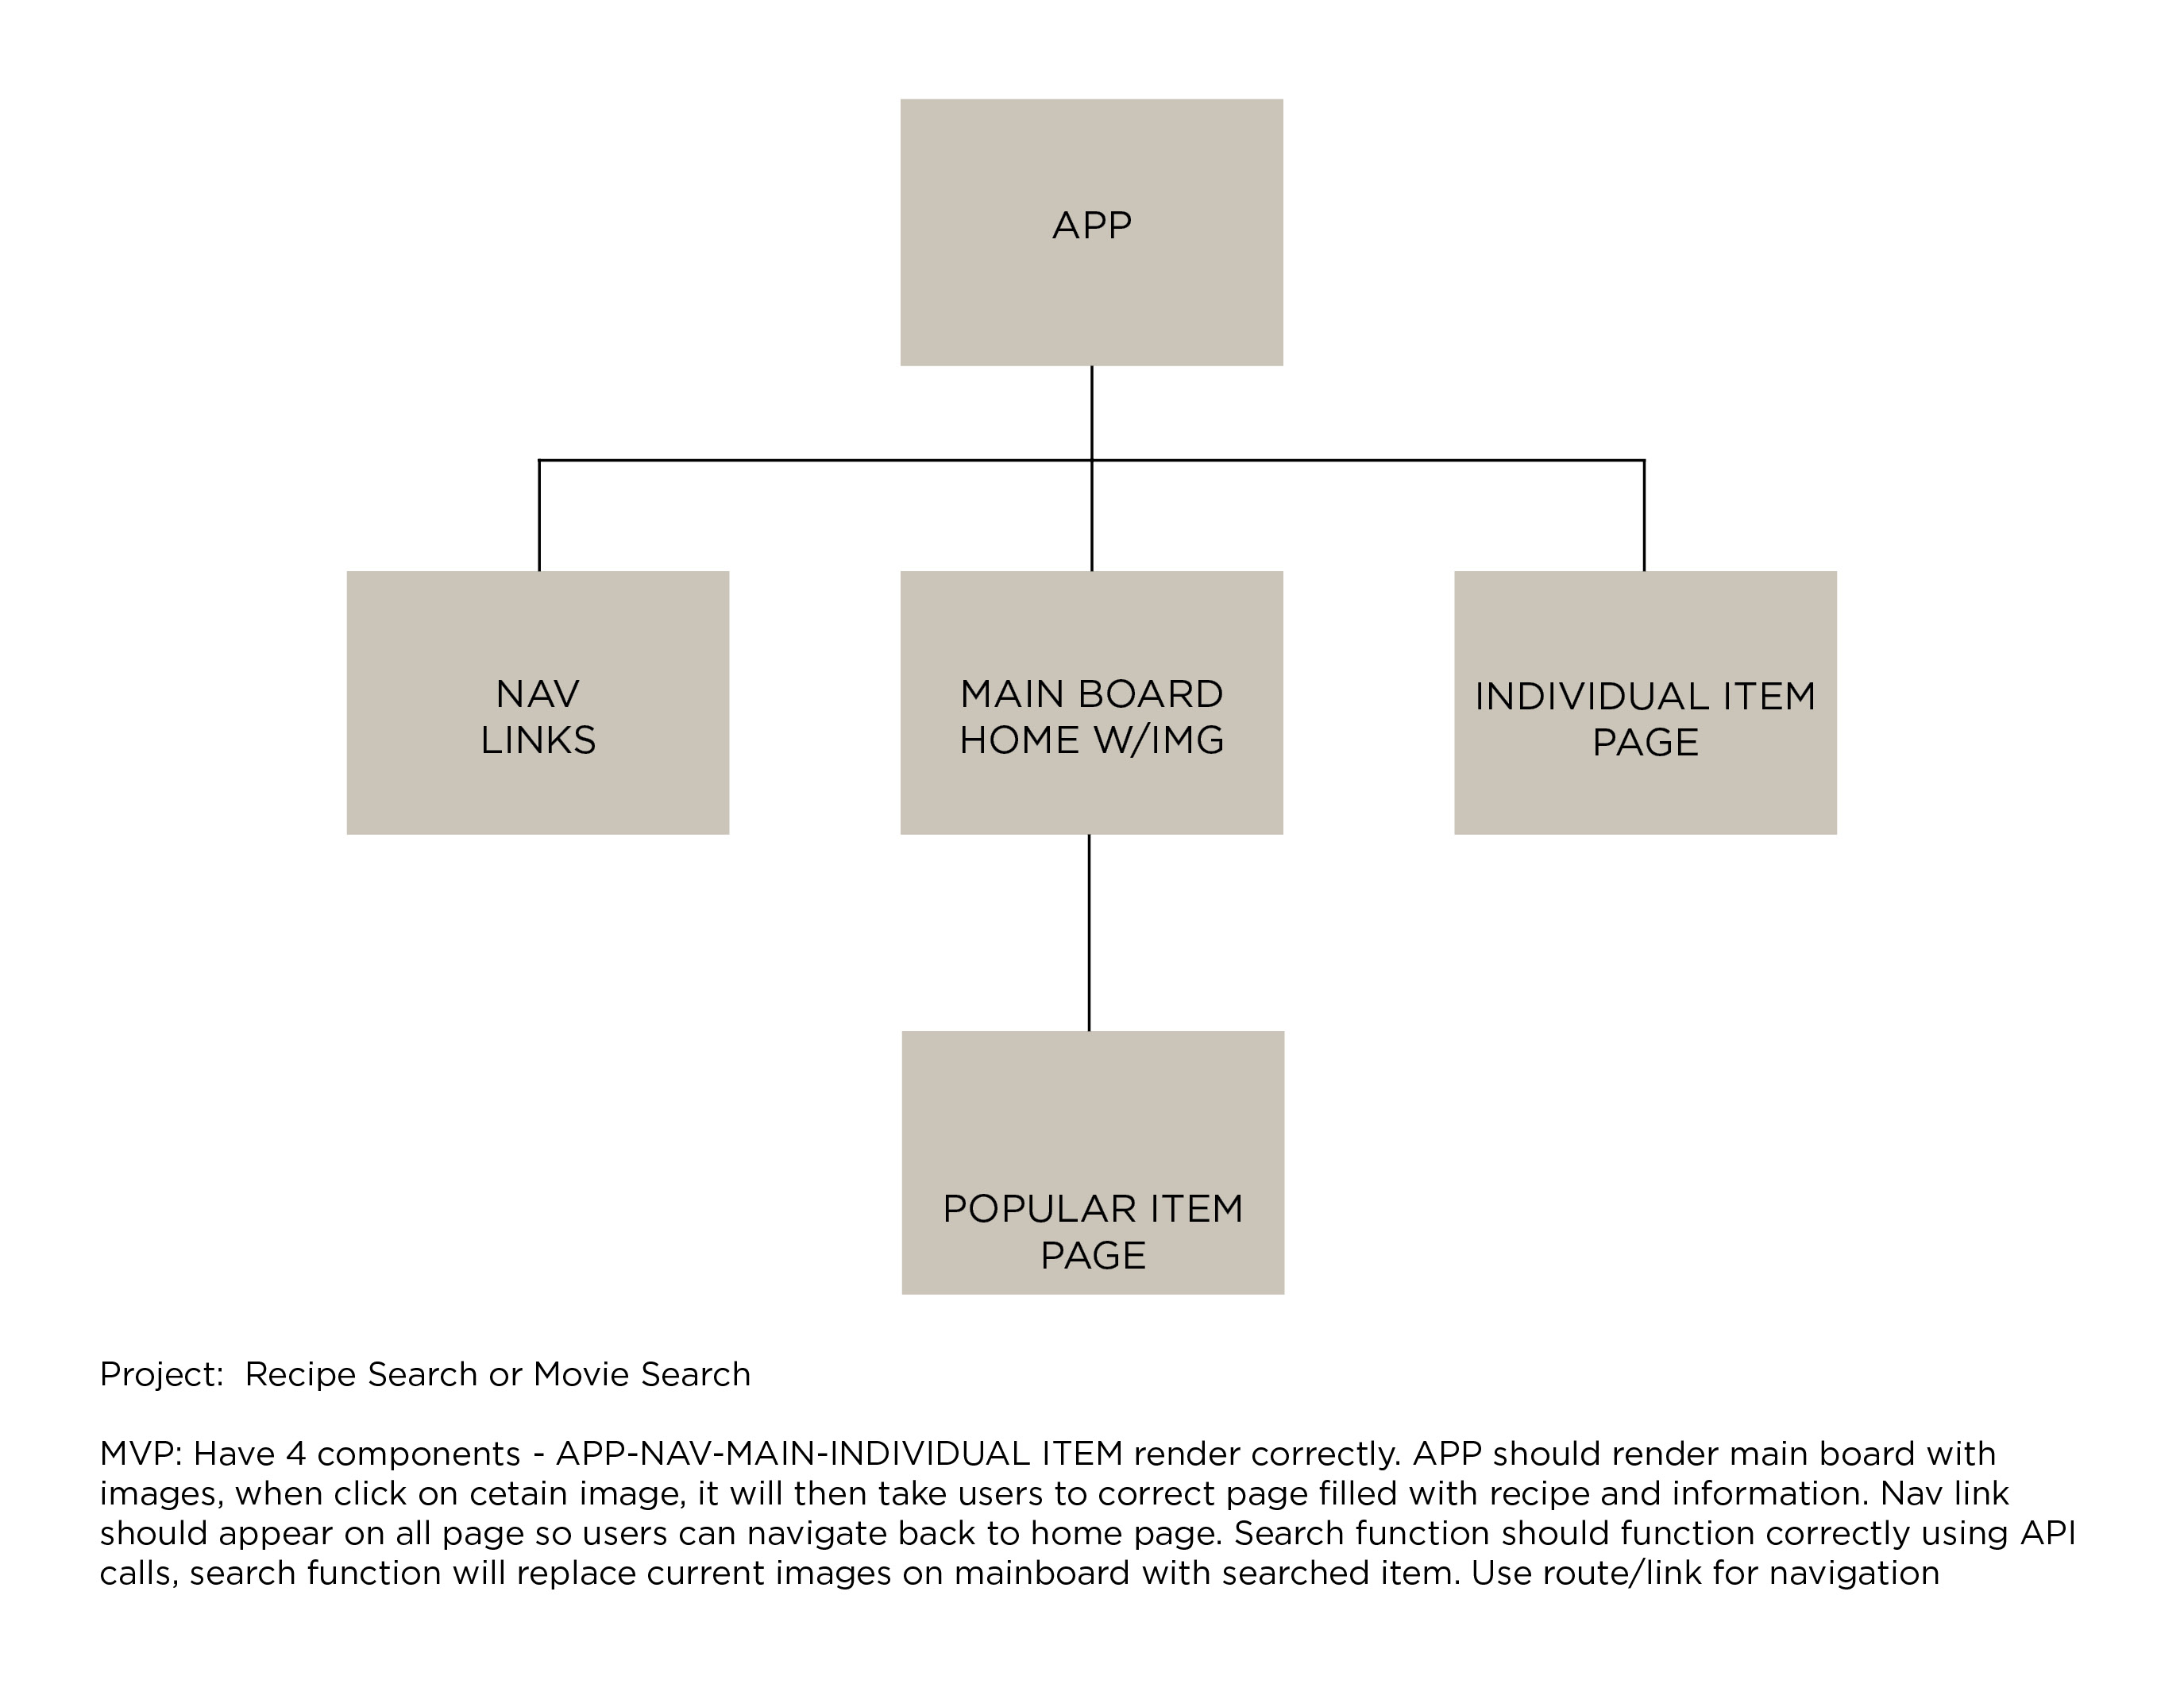 APP
NAV
LINKS
MAIN BOARD
HOME W/IMG
INDIVIDUAL ITEM
PAGE
POPULAR ITEM
PAGE
Project:  Recipe Search or Movie Search
MVP: Have 4 components - APP-NAV-MAIN-INDIVIDUAL ITEM render correctly. APP should render main board with
images, when click on cetain image, it will then take users to correct page filled with recipe and information. Nav link
should appear on all page so users can navigate back to home page. Search function should function correctly using API
calls, search function will replace current images on mainboard with searched item. Use route/link for navigation